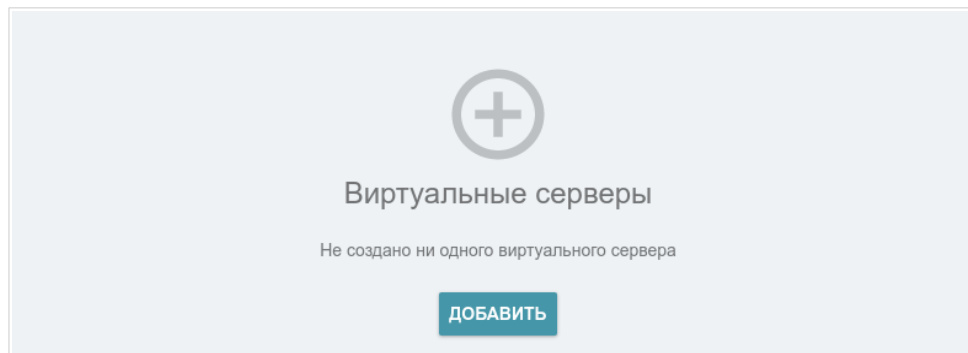 Виртуальные серверы
Не создано ни одного виртуального сервера
ДОБАВИТЬ